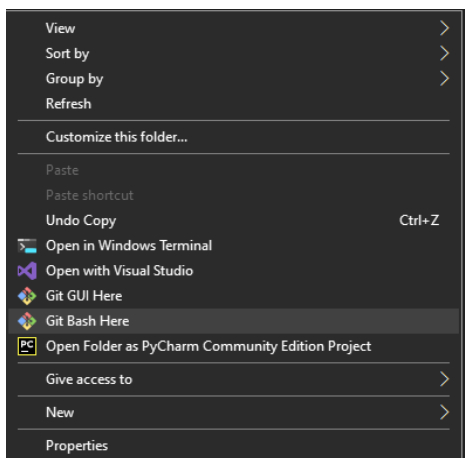 View
Sort by
Group by
Refresh
Customize this folder...
Paste
Paste shortcut
Undo Copy Ctrl+Z
Open in Windows Terminal
Open with Visual Studio
Git GUI Here
Git Bash Here
PC Open Folder as PyCharm Community Edition Project
Give access to
New
Properties